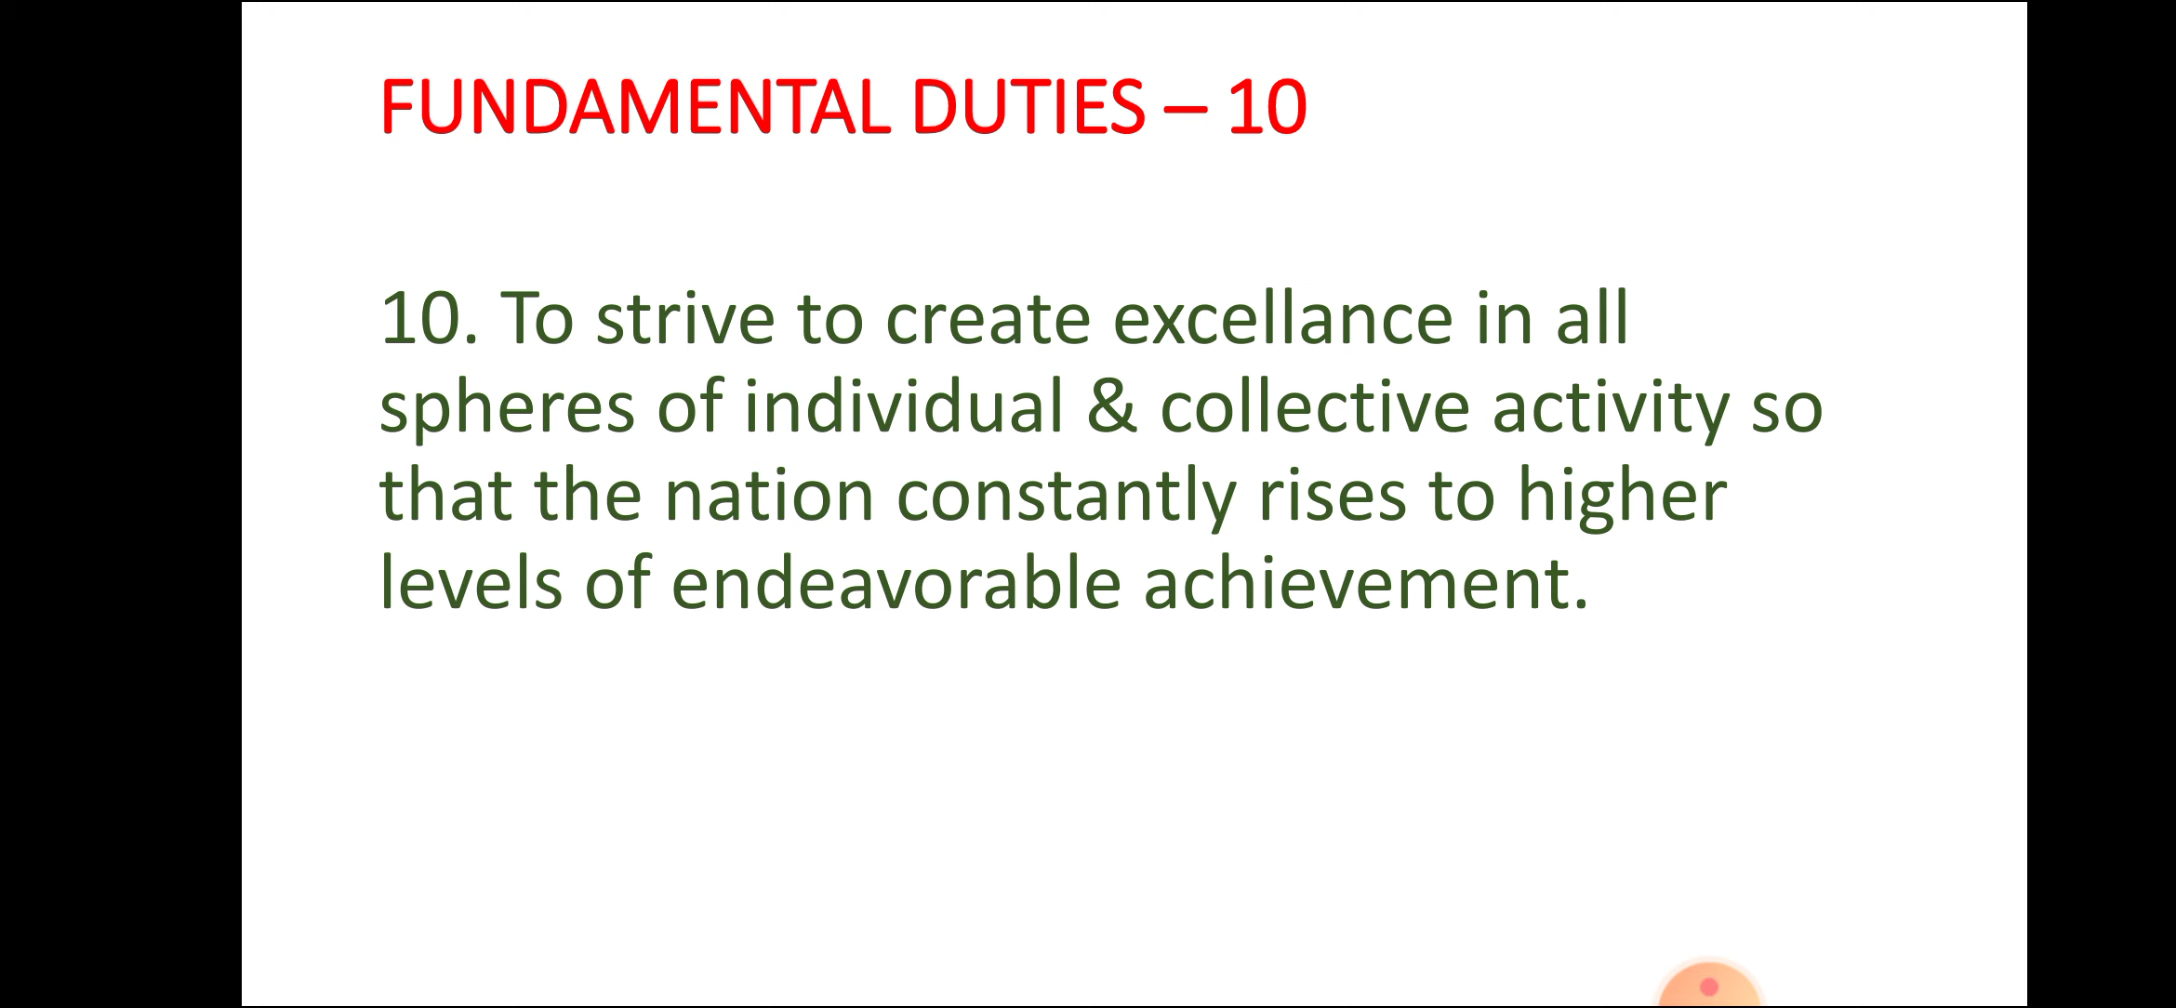 FUNDAMENTAL DUTIES – 10
10. To strive to create excellance in all
spheres of individual & collective activity so
that the nation constantly rises to higher
levels of endeavorable achievement.